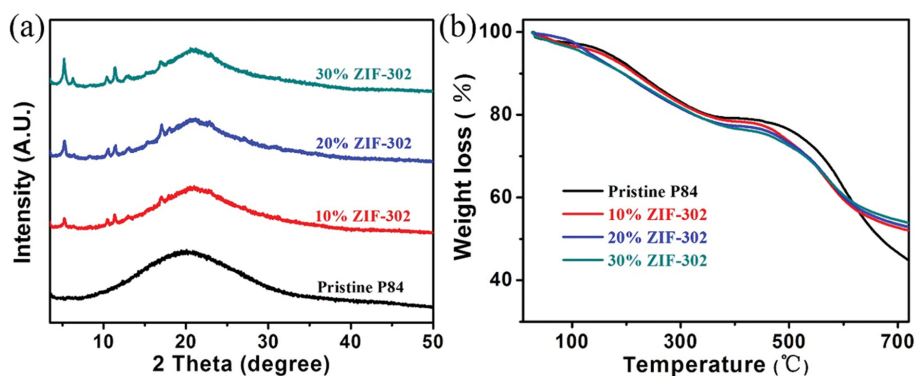 (a)
Intensity (A.U.)
30% ZIF-302
20% ZIF-302
10% ZIF-302
Pristine P84
10 20 30 40 50
2 Theta (degree)
(b)
Weight loss (%)
100
80
60
40
Pristine P84
10% ZIF-302
20% ZIF-302
30% ZIF-302
100 300 500 700
Temperature (℃)